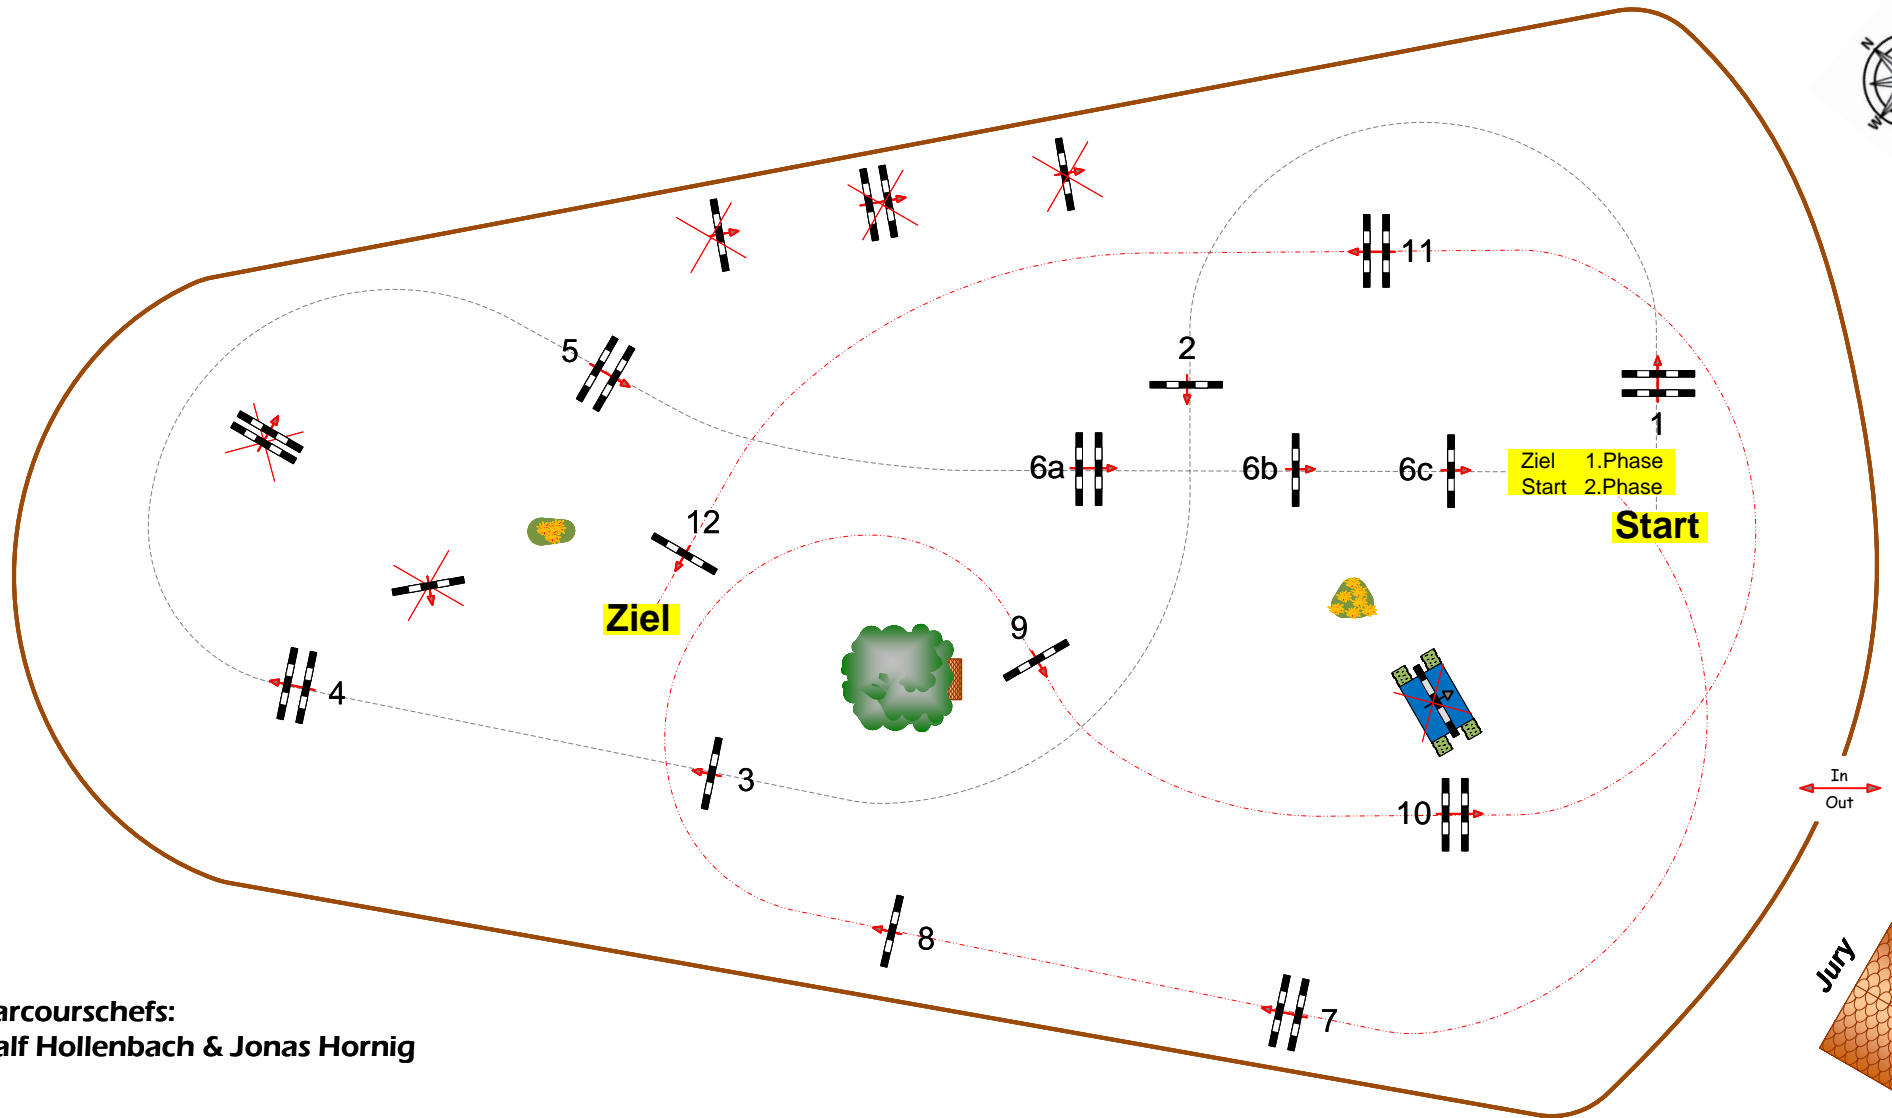 N
W
11
2
5
1
6a
6b
6c
Ziel 1.Phase
Start 2.Phase
Start
12
Ziel
9
4
3
In
Out
10
8
7
Jury
arcourschefs:
alf Hollenbach & Jonas Hornig